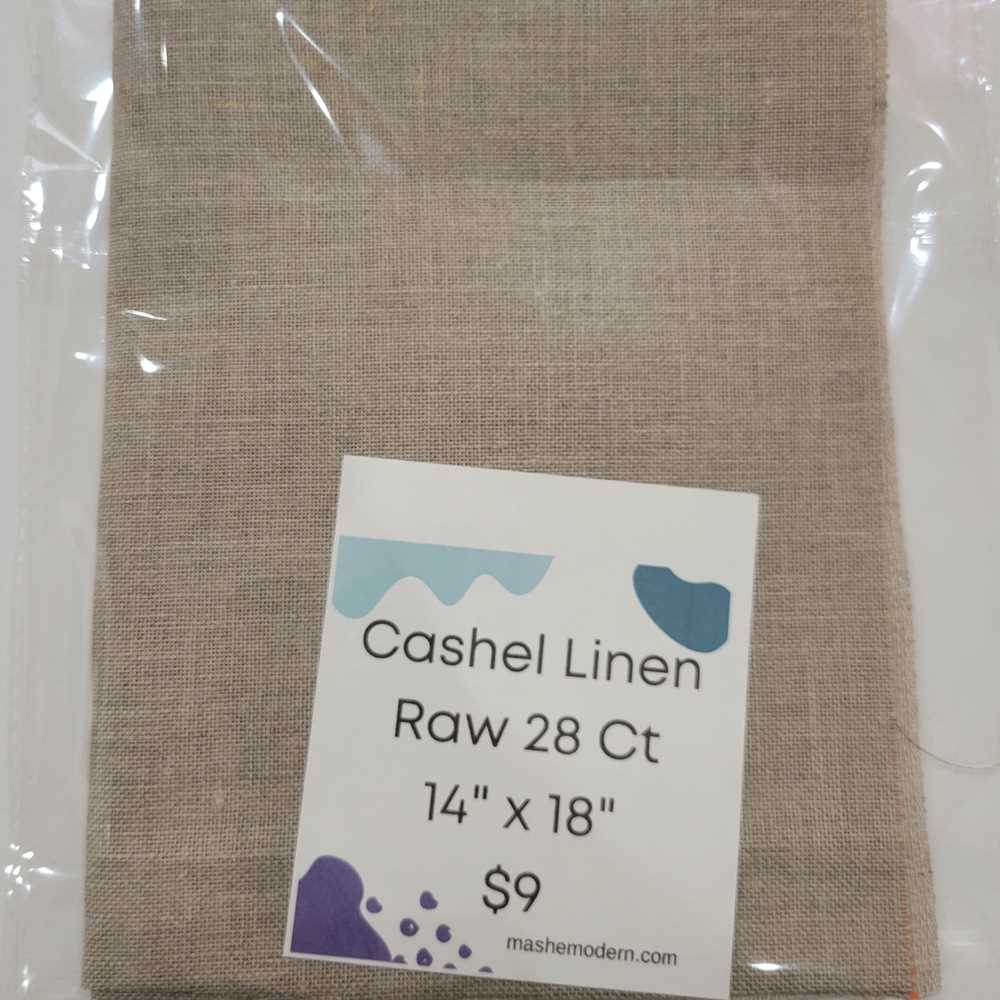 Cashel Linen
Raw 28 Ct
14" x 18"
$9
mashemodern.com